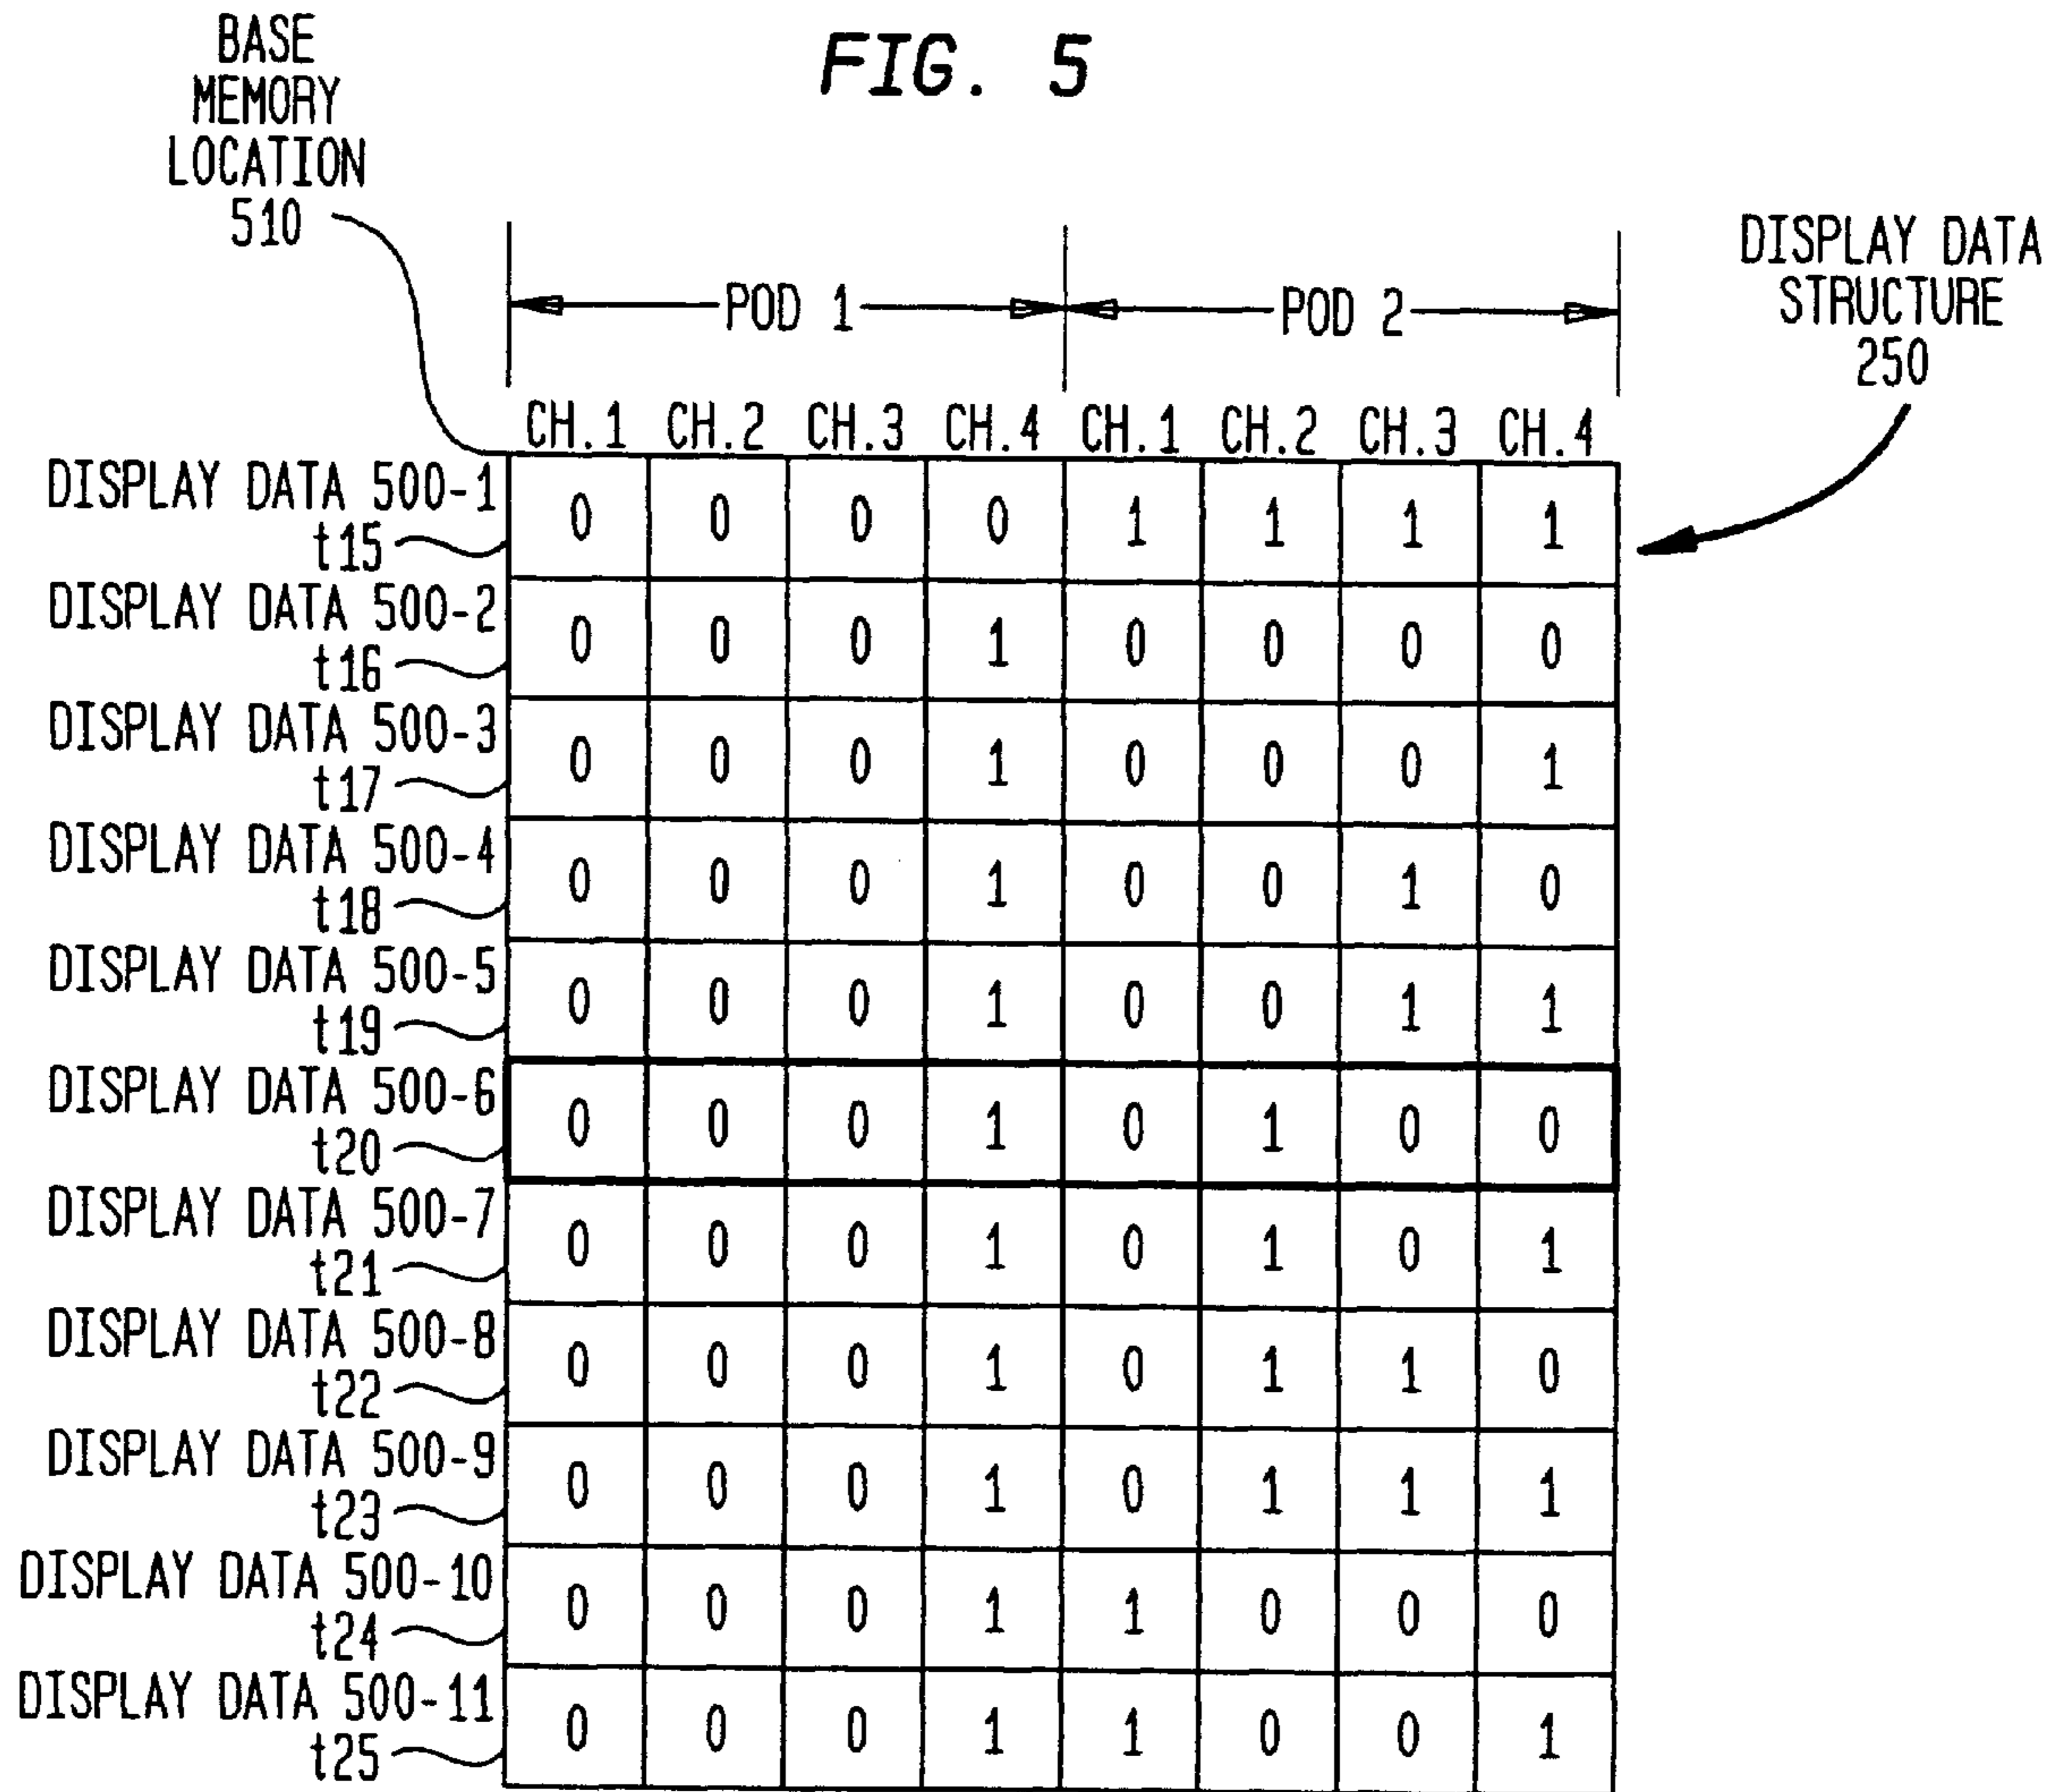 FIG. 5
BASE
MEMORY
LOCATION
510
DISPLAY DATA
STRUCTURE
250
POD 1 POD 2
CH.1 CH.2 CH.3 CH.4 CH.1 CH.2 CH.3 CH.4
DISPLAY DATA 500-1
t15
0 0 0 0 1 1 1 1
DISPLAY DATA 500-2
t16
0 0 0 1 0 0 0 0
DISPLAY DATA 500-3
t17
0 0 0 1 0 0 0 1
DISPLAY DATA 500-4
t18
0 0 0 1 0 0 1 0
DISPLAY DATA 500-5
t19
0 0 0 1 0 0 1 1
DISPLAY DATA 500-6
t20
0 0 0 1 0 1 0 0
DISPLAY DATA 500-7
t21
0 0 0 1 0 1 0 1
DISPLAY DATA 500-8
t22
0 0 0 1 0 1 1 0
DISPLAY DATA 500-9
t23
0 0 0 1 0 1 1 1
DISPLAY DATA 500-10
t24
0 0 0 1 1 0 0 0
DISPLAY DATA 500-11
t25
0 0 0 1 1 0 0 1